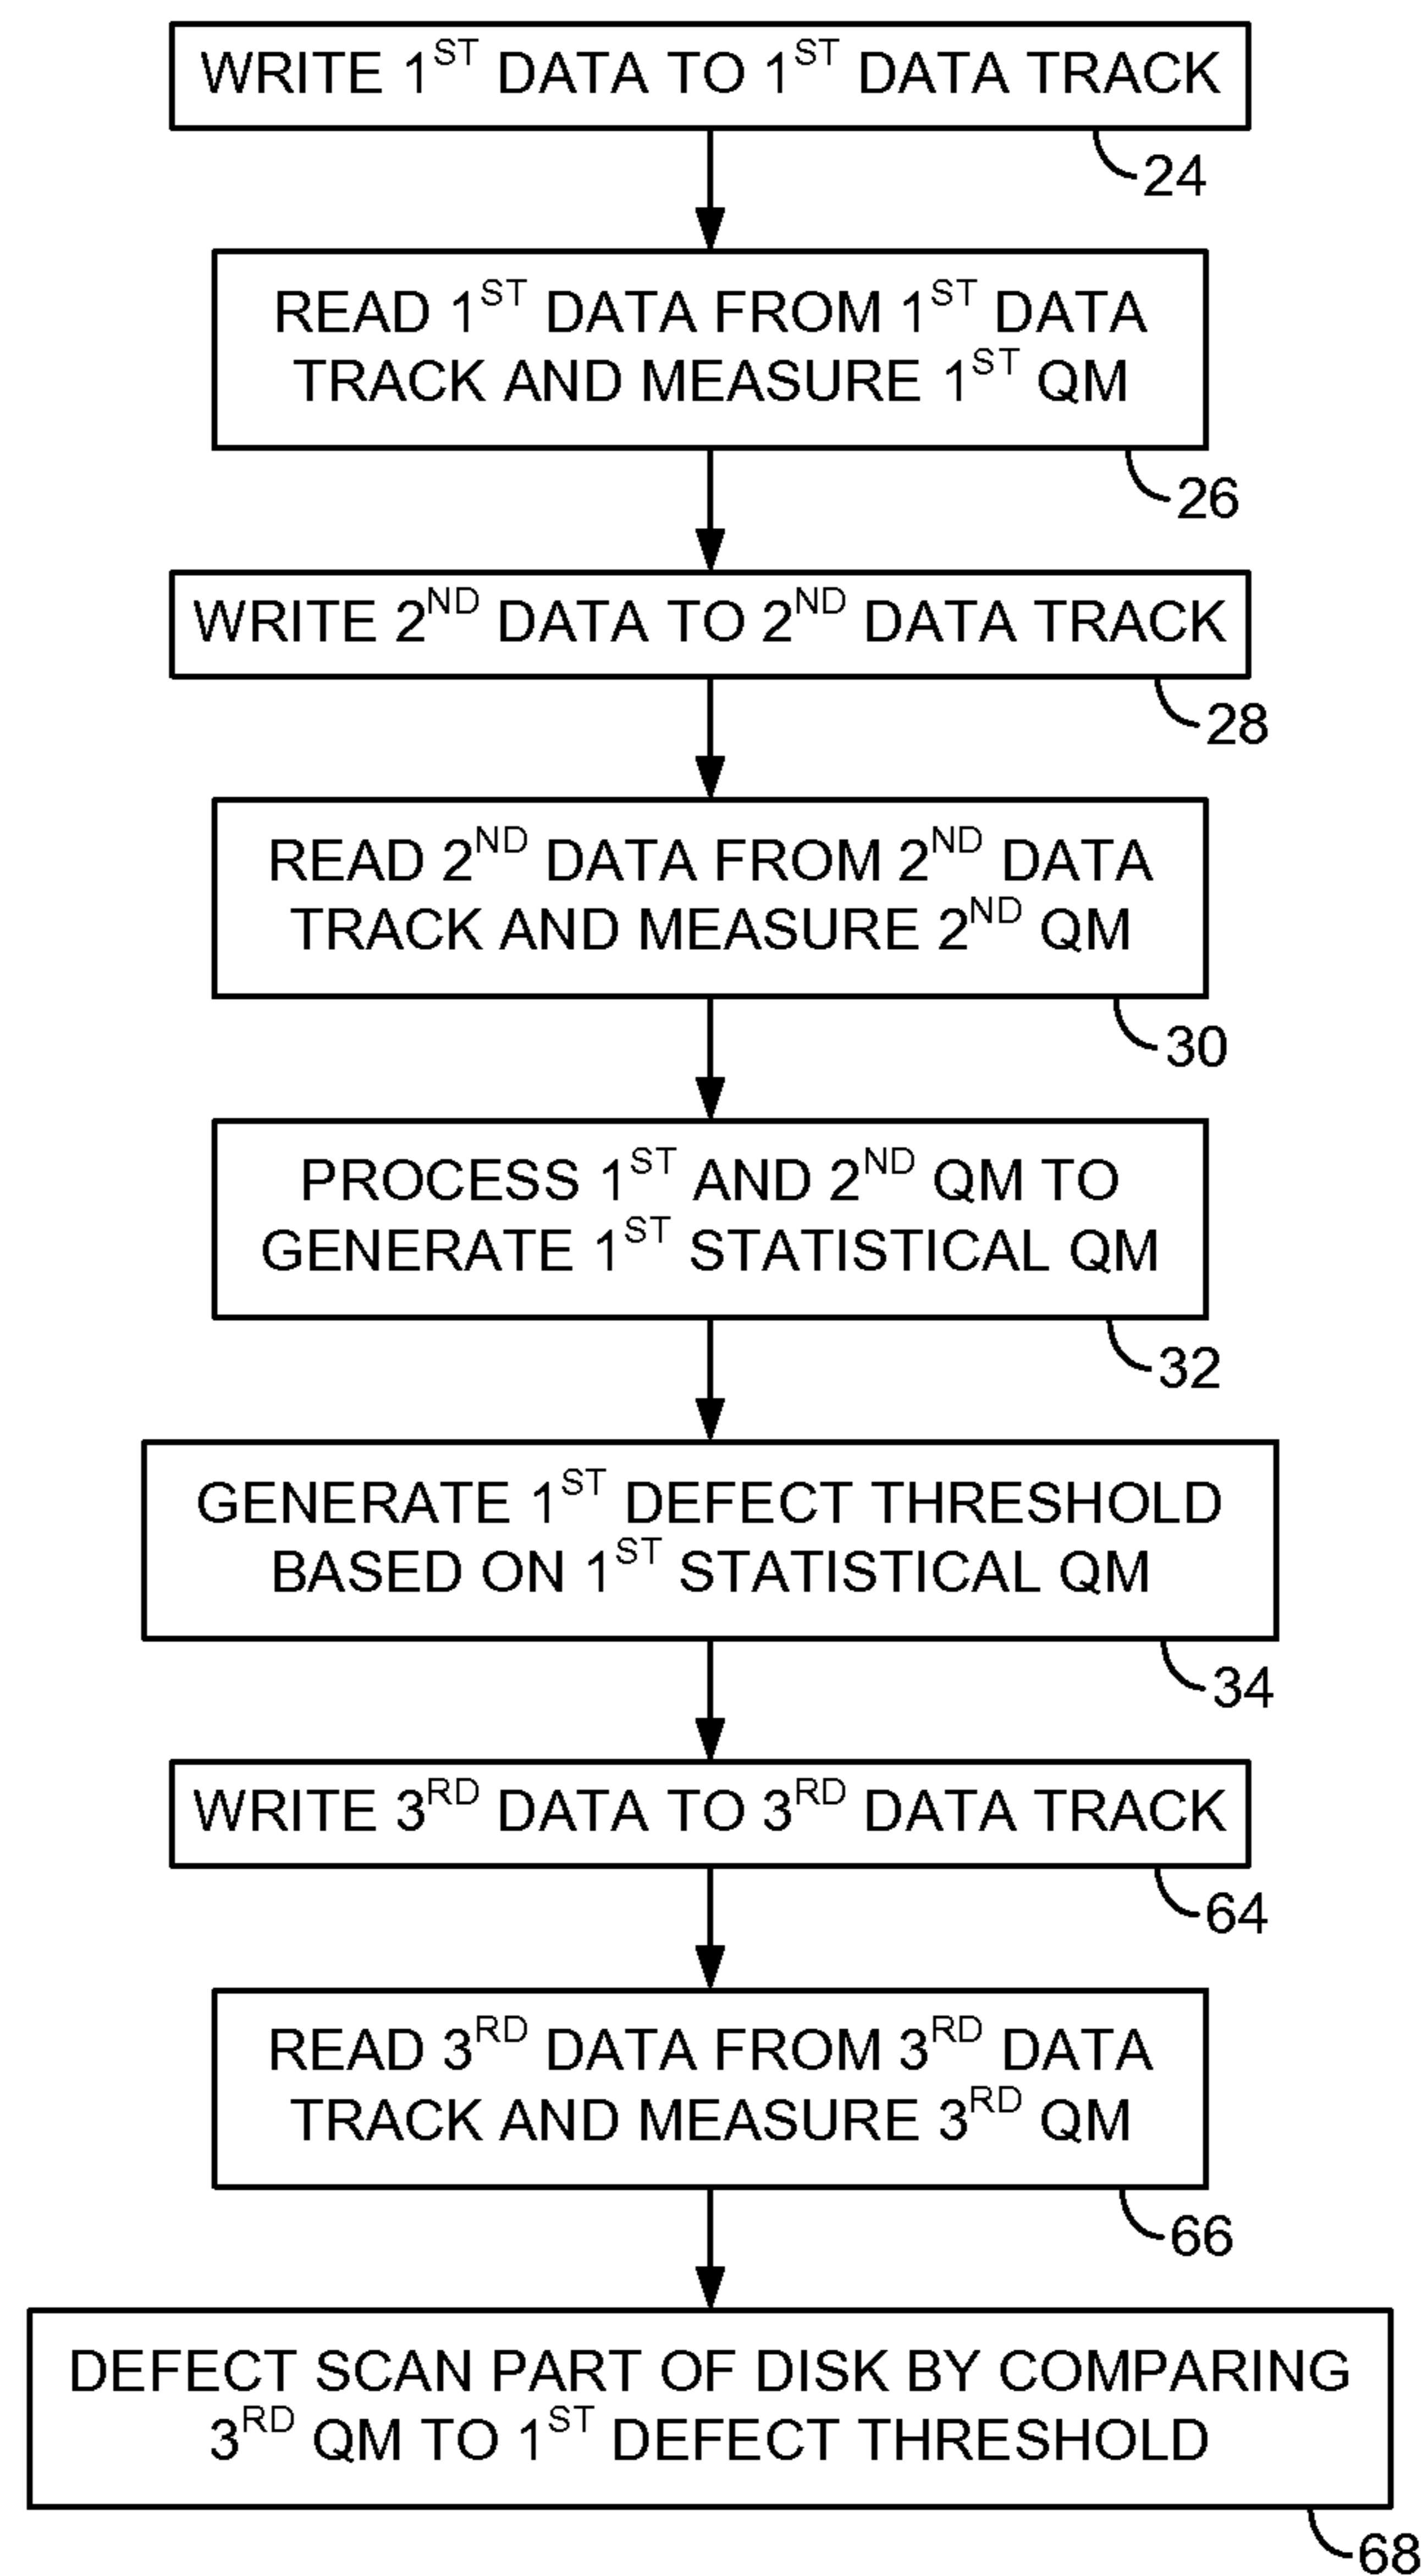 WRITE 1ST DATA TO 1ST DATA TRACK
24
READ 1ST DATA FROM 1ST DATA
TRACK AND MEASURE 1ST QM
26
WRITE 2ND DATA TO 2ND DATA TRACK
28
READ 2ND DATA FROM 2ND DATA
TRACK AND MEASURE 2ND QM
30
PROCESS 1ST AND 2ND QM TO
GENERATE 1ST STATISTICAL QM
32
GENERATE 1ST DEFECT THRESHOLD
BASED ON 1ST STATISTICAL QM
34
WRITE 3RD DATA TO 3RD DATA TRACK
64
READ 3RD DATA FROM 3RD DATA
TRACK AND MEASURE 3RD QM
66
DEFECT SCAN PART OF DISK BY COMPARING
3RD QM TO 1ST DEFECT THRESHOLD
68